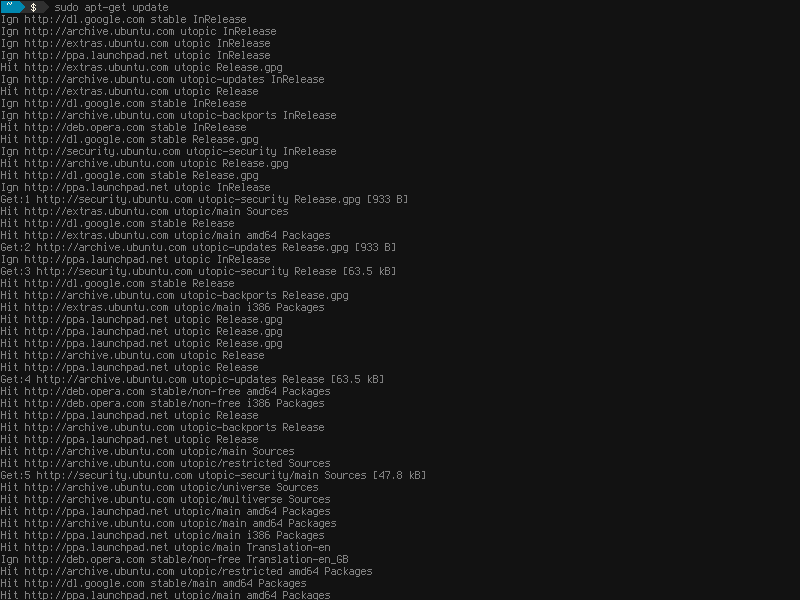 ~ $ sudo apt-get update
Ign http://dl.google.com stable InRelease
Ign http://archive.ubuntu.com utopic InRelease
Ign http://extras.ubuntu.com utopic InRelease
Ign http://ppa.launchpad.net utopic InRelease
Hit http://extras.ubuntu.com utopic Release.gpg
Ign http://archive.ubuntu.com utopic-updates InRelease
Hit http://extras.ubuntu.com utopic Release
Ign http://dl.google.com stable InRelease
Ign http://archive.ubuntu.com utopic-backports InRelease
Hit http://deb.opera.com stable InRelease
Hit http://dl.google.com stable Release.gpg
Ign http://security.ubuntu.com utopic-security InRelease
Hit http://archive.ubuntu.com utopic Release.gpg
Hit http://dl.google.com stable Release.gpg
Ign http://ppa.launchpad.net utopic InRelease
Get:1 http://security.ubuntu.com utopic-security Release.gpg [933 B]
Hit http://extras.ubuntu.com utopic/main Sources
Hit http://dl.google.com stable Release
Hit http://extras.ubuntu.com utopic/main amd64 Packages
Get:2 http://archive.ubuntu.com utopic-updates Release.gpg [933 B]
Ign http://ppa.launchpad.net utopic InRelease
Get:3 http://security.ubuntu.com utopic-security Release [63.5 kB]
Hit http://dl.google.com stable Release
Hit http://archive.ubuntu.com utopic-backports Release.gpg
Hit http://extras.ubuntu.com utopic/main i386 Packages
Hit http://ppa.launchpad.net utopic Release.gpg
Hit http://ppa.launchpad.net utopic Release.gpg
Hit http://ppa.launchpad.net utopic Release.gpg
Hit http://archive.ubuntu.com utopic Release
Hit http://ppa.launchpad.net utopic Release
Get:4 http://archive.ubuntu.com utopic-updates Release [63.5 kB]
Hit http://deb.opera.com stable/non-free amd64 Packages
Hit http://deb.opera.com stable/non-free i386 Packages
Hit http://ppa.launchpad.net utopic Release
Hit http://archive.ubuntu.com utopic-backports Release
Hit http://ppa.launchpad.net utopic Release
Hit http://archive.ubuntu.com utopic/main Sources
Hit http://archive.ubuntu.com utopic/restricted Sources
Get:5 http://security.ubuntu.com utopic-security/main Sources [47.8 kB]
Hit http://archive.ubuntu.com utopic/universe Sources
Hit http://archive.ubuntu.com utopic/multiverse Sources
Hit http://ppa.launchpad.net utopic/main amd64 Packages
Hit http://archive.ubuntu.com utopic/main amd64 Packages
Hit http://ppa.launchpad.net utopic/main i386 Packages
Hit http://ppa.launchpad.net utopic/main Translation-en
Ign http://deb.opera.com stable/non-free Translation-en_GB
Hit http://archive.ubuntu.com utopic/restricted amd64 Packages
Hit http://dl.google.com stable/main amd64 Packages
Hit http://ppa.launchpad.net utopic/main amd64 Packages